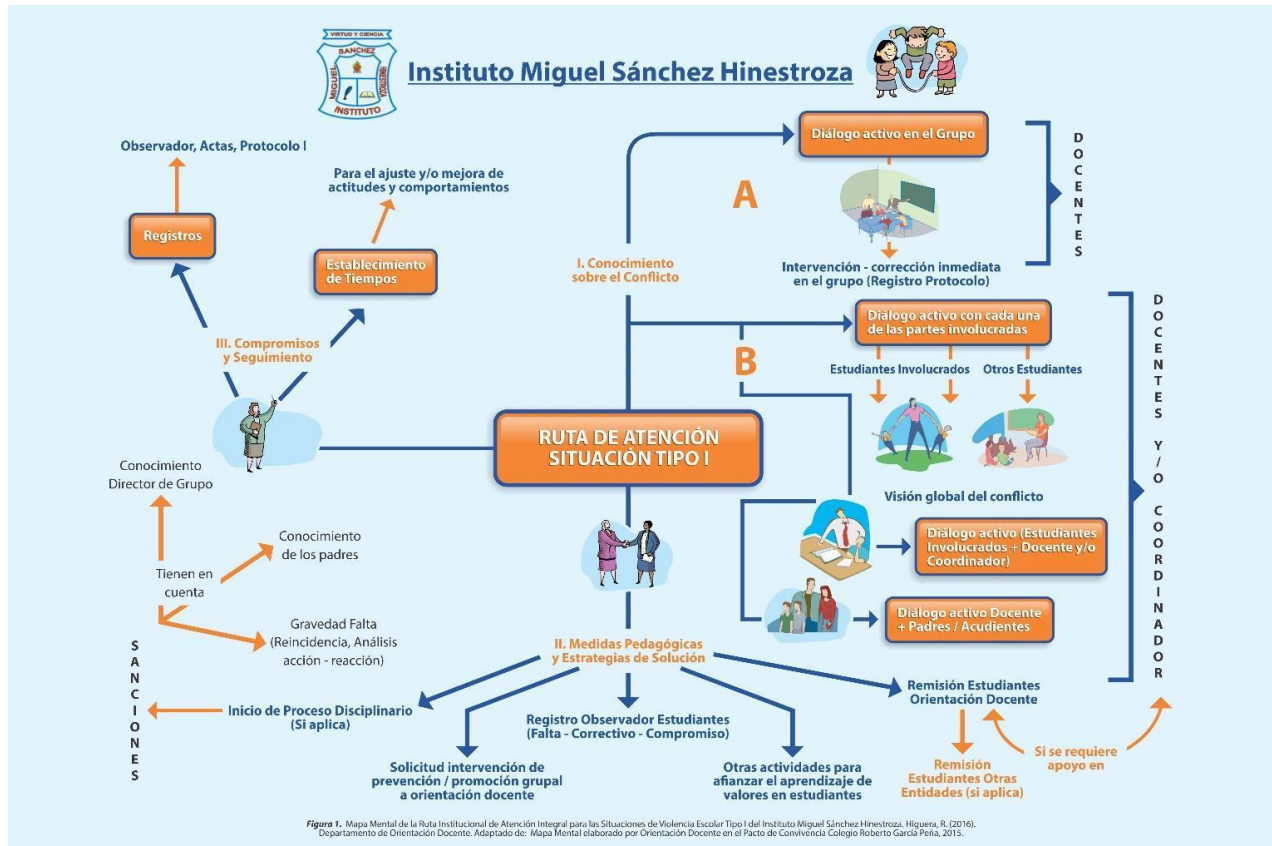 VIRTUD Y CIENCIA
SANCHEZ
MIGUEL
HINESTROZA
INSTITUTO
Instituto Miguel Sánchez Hinestroza
Observador, Actas, Protocolo I
Registros
Para el ajuste y/o mejora de
actitudes y comportamientos
Establecimiento
de Tiempos
III. Compromisos
y Seguimiento
I. Conocimiento
sobre el Conflicto
A
Diálogo activo en el Grupo
Intervención - corrección inmediata
en el grupo (Registro Protocolo)
DOCENTES
B
Diálogo activo con cada una
de las partes involucradas
Estudiantes Involucrados
Otros Estudiantes
Visión global del conflicto
Diálogo activo (Estudiantes
Involucrados + Docente y/o
Coordinador)
Diálogo activo Docente
+ Padres / Acudientes
DOCENTES Y/O COORDINADOR
RUTA DE ATENCIÓN
SITUACIÓN TIPO I
Conocimiento
Director de Grupo
Conocimiento
de los padres
Tienen en
cuenta
Gravedad Falta
(Reincidencia, Análisis
acción - reacción)
SANCIONES
II. Medidas Pedagógicas
y Estrategias de Solución
Inicio de Proceso Disciplinario
(Si aplica)
Solicitud intervención de
prevención / promoción grupal
a orientación docente
Registro Observador Estudiantes
(Falta - Correctivo - Compromiso)
Otras actividades para
afianzar el aprendizaje de
valores en estudiantes
Remisión Estudiantes
Orientación Docente
Remisión
Estudiantes Otras
Entidades (si aplica)
Si se requiere
apoyo en
Figura 1. Mapa Mental de la Ruta Institucional de Atención Integral para las Situaciones de Violencia Escolar Tipo I del Instituto Miguel Sánchez Hinestroza. Higuera, R. (2016).
Departamento de Orientación Docente. Adaptado de: Mapa Mental elaborado por Orientación Docente en el Pacto de Convivencia Colegio Roberto García Peña, 2015.